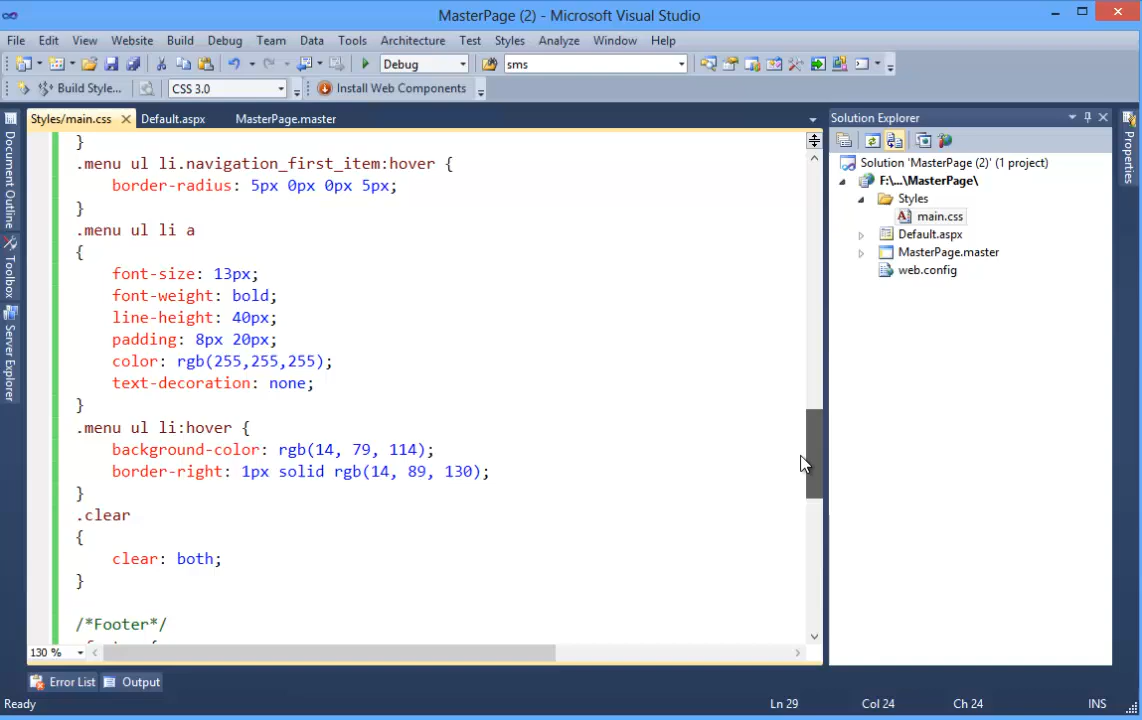 MasterPage (2) - Microsoft Visual Studio
File Edit View Website Build Debug Team Data Tools Architecture Test Styles Analyze Window Help
Debug sms
Build Style... CSS 3.0 Install Web Components
Styles/main.css Default.aspx MasterPage.master
Document Outline
Toolbox
Server Explorer
}
.menu ul li.navigation_first_item:hover {
border-radius: 5px 0px 0px 5px;
}
.menu ul li a
{
font-size: 13px;
font-weight: bold;
line-height: 40px;
padding: 8px 20px;
color: rgb(255,255,255);
text-decoration: none;
}
.menu ul li:hover {
background-color: rgb(14, 79, 114);
border-right: 1px solid rgb(14, 89, 130);
}
.clear
{
clear: both;
}
/*Footer*/
130 %
Solution Explorer
Solution 'MasterPage (2)' (1 project)
F:\...\MasterPage\
Styles
main.css
Default.aspx
MasterPage.master
web.config
Properties
Error List Output
Ready Ln 29 Col 24 Ch 24 INS